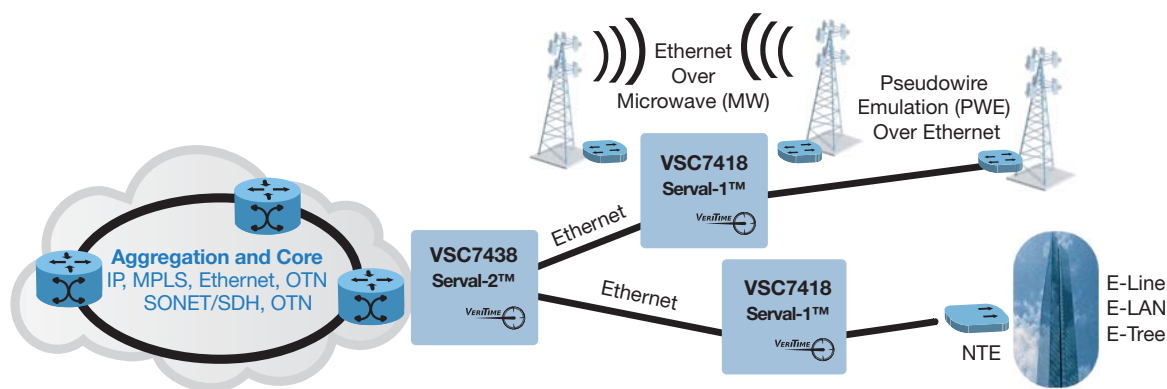 Ethernet
Over
Microwave (MW)
Pseudowire
Emulation (PWE)
Over Ethernet
VSC7418
Serval-1™
VERITIME
Ethernet
Aggregation and Core
IP, MPLS, Ethernet, OTN
SONET/SDH, OTN
VSC7438
Serval-2™
VERITIME
Ethernet
VSC7418
Serval-1™
VERITIME
NTE
E-Line
E-LAN
E-Tree